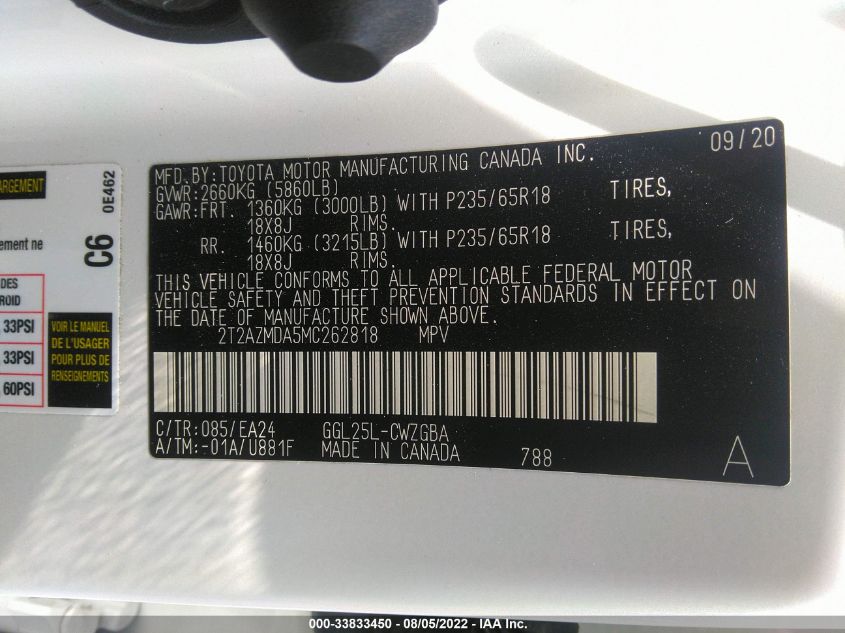 MFD.BY:TOYOTA MOTOR MANUFACTURING CANADA INC. 09/20
GVWR:2660KG (5860LB)
GAWR:FRT. 1360KG (3000LB) WITH P235/65R18 TIRES,
18X8J RIMS.
RR. 1460KG (3215LB) WITH P235/65R18 TIRES,
18X8J RIMS.
THIS VEHICLE CONFORMS TO ALL APPLICABLE FEDERAL MOTOR
VEHICLE SAFETY AND THEFT PREVENTION STANDARDS IN EFFECT ON
THE DATE OF MANUFACTURE SHOWN ABOVE.
2T2AZMDA5MC262818 MPV
C/TR:085/EA24 GGL25L-CWZGBA
A/TM:-01A/U881F MADE IN CANADA 788 A
ement ne
C6
0E462
DES
33PSI
33PSI
60PSI
VOIR LE MANUEL
DE L'USAGER
POUR PLUS DE
RENSEIGNEMENTS
000-33833450 - 08/05/2022 - IAA Inc.